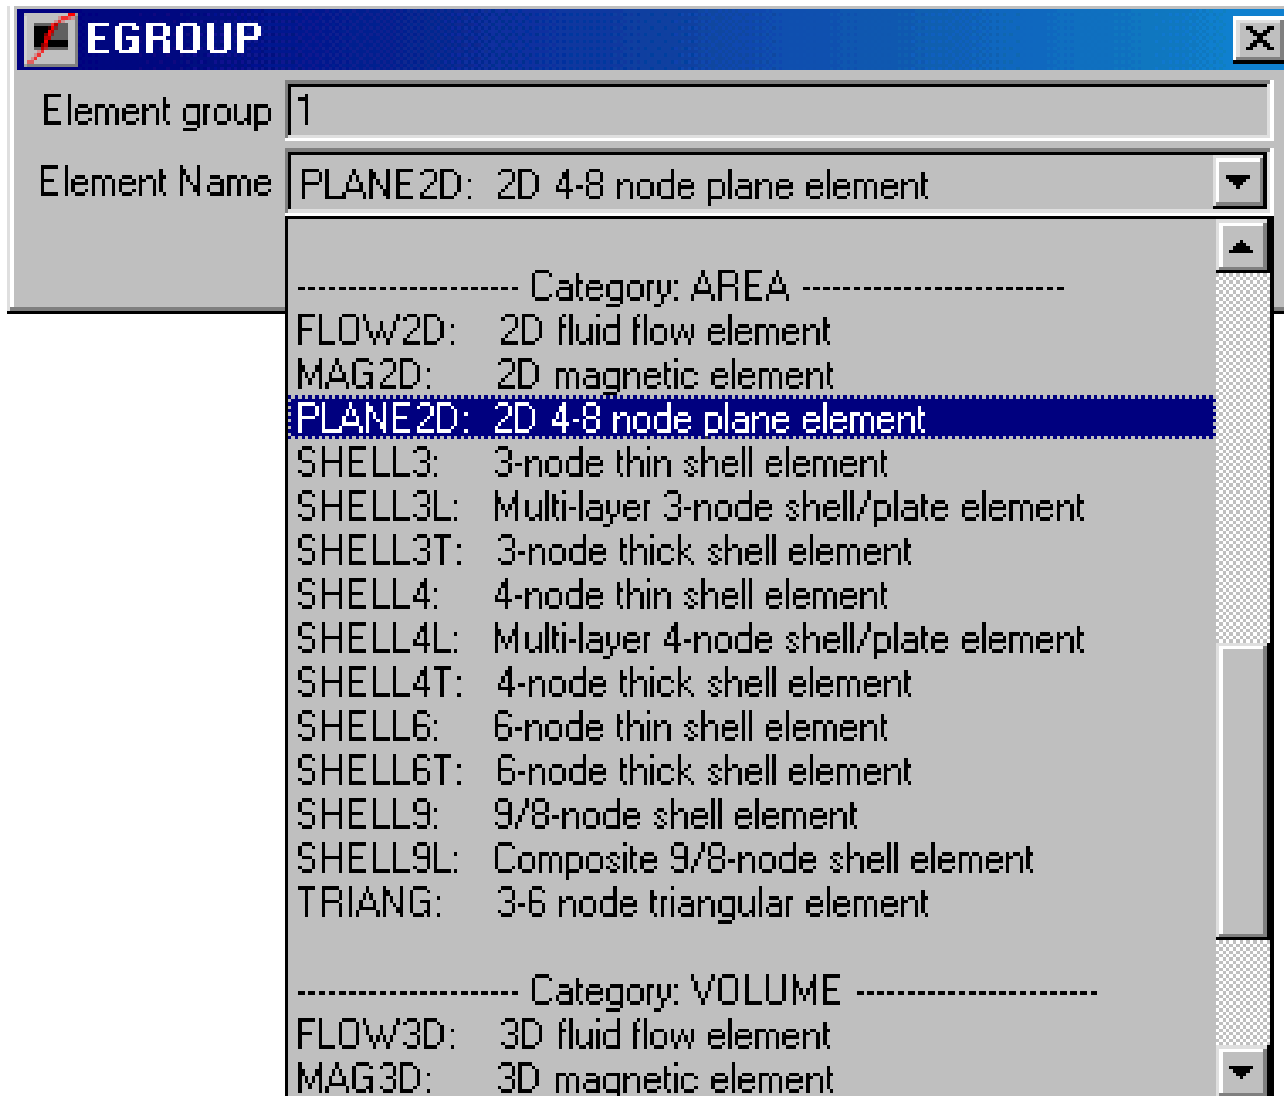 EGROUP
Element group 1
Element Name PLANE2D: 2D 4-8 node plane element
---------------------- Category: AREA --------------------------
FLOW2D: 2D fluid flow element
MAG2D: 2D magnetic element
PLANE2D: 2D 4-8 node plane element
SHELL3: 3-node thin shell element
SHELL3L: Multi-layer 3-node shell/plate element
SHELL3T: 3-node thick shell element
SHELL4: 4-node thin shell element
SHELL4L: Multi-layer 4-node shell/plate element
SHELL4T: 4-node thick shell element
SHELL6: 6-node thin shell element
SHELL6T: 6-node thick shell element
SHELL9: 9/8-node shell element
SHELL9L: Composite 9/8-node shell element
TRIANG: 3-6 node triangular element
---------------------- Category: VOLUME ------------------------
FLOW3D: 3D fluid flow element
MAG3D: 3D magnetic element